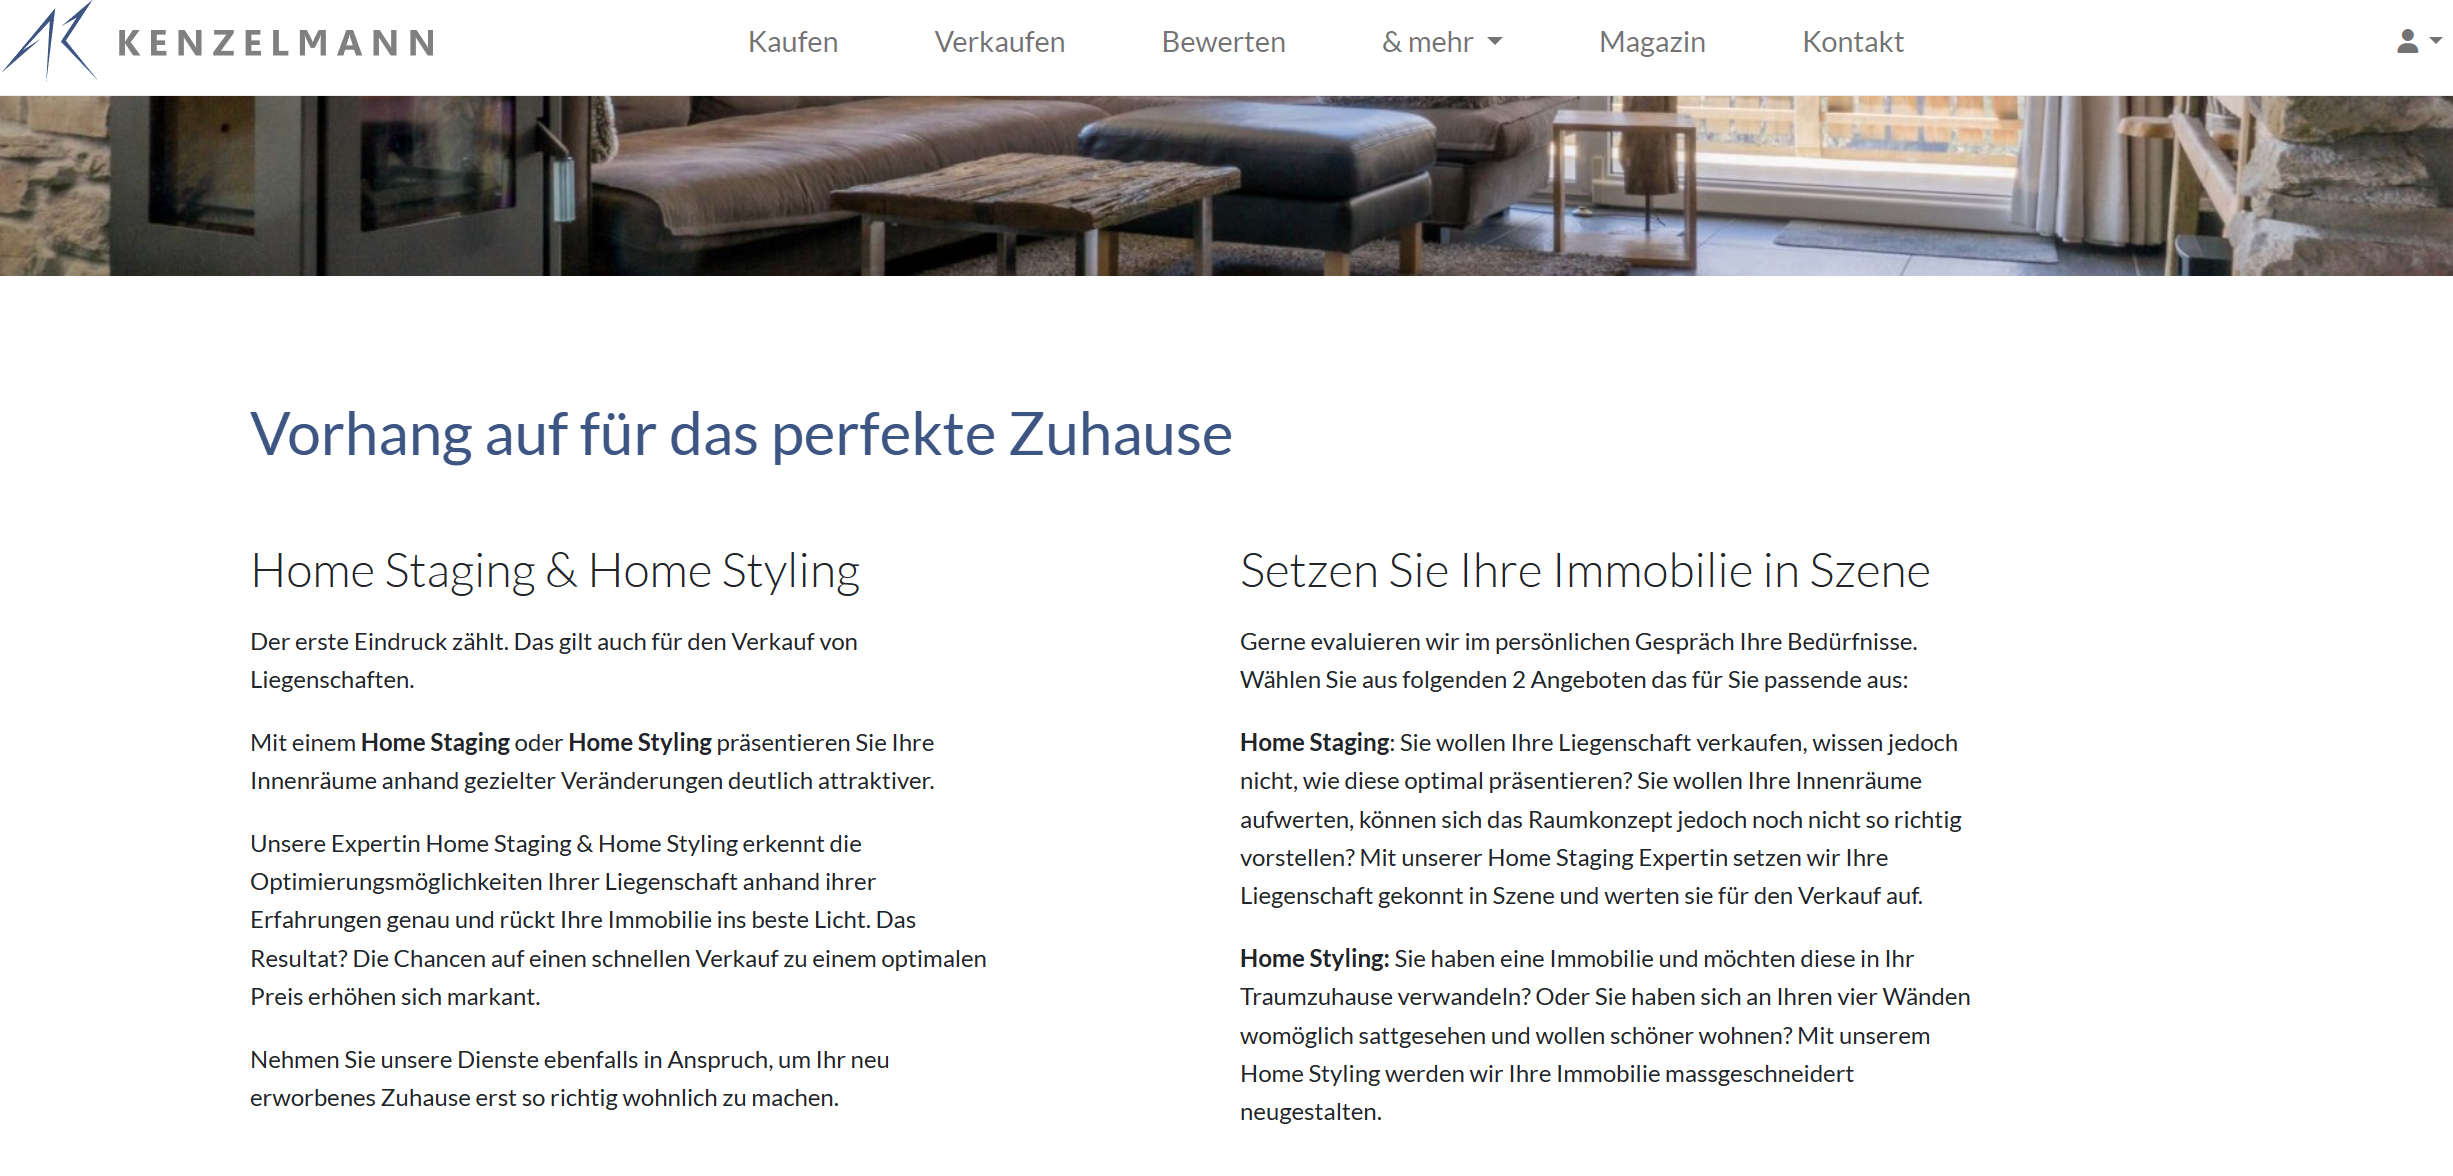 KENZELMANN
Kaufen
Verkaufen
Bewerten
& mehr
Magazin
Kontakt
Vorhang auf für das perfekte Zuhause
Home Staging & Home Styling
Der erste Eindruck zählt. Das gilt auch für den Verkauf von
Liegenschaften.
Mit einem Home Staging oder Home Styling präsentieren Sie Ihre
Innenräume anhand gezielter Veränderungen deutlich attraktiver.
Unsere Expertin Home Staging & Home Styling erkennt die
Optimierungsmöglichkeiten Ihrer Liegenschaft anhand ihrer
Erfahrungen genau und rückt Ihre Immobilie ins beste Licht. Das
Resultat? Die Chancen auf einen schnellen Verkauf zu einem optimalen
Preis erhöhen sich markant.
Nehmen Sie unsere Dienste ebenfalls in Anspruch, um Ihr neu
erworbenes Zuhause erst so richtig wohnlich zu machen.
Setzen Sie Ihre Immobilie in Szene
Gerne evaluieren wir im persönlichen Gespräch Ihre Bedürfnisse.
Wählen Sie aus folgenden 2 Angeboten das für Sie passende aus:
Home Staging: Sie wollen Ihre Liegenschaft verkaufen, wissen jedoch
nicht, wie diese optimal präsentieren? Sie wollen Ihre Innenräume
aufwerten, können sich das Raumkonzept jedoch noch nicht so richtig
vorstellen? Mit unserer Home Staging Expertin setzen wir Ihre
Liegenschaft gekonnt in Szene und werten sie für den Verkauf auf.
Home Styling: Sie haben eine Immobilie und möchten diese in Ihr
Traumzuhause verwandeln? Oder Sie haben sich an Ihren vier Wänden
womöglich sattgesehen und wollen schöner wohnen? Mit unserem
Home Styling werden wir Ihre Immobilie massgeschneidert
neugestalten.